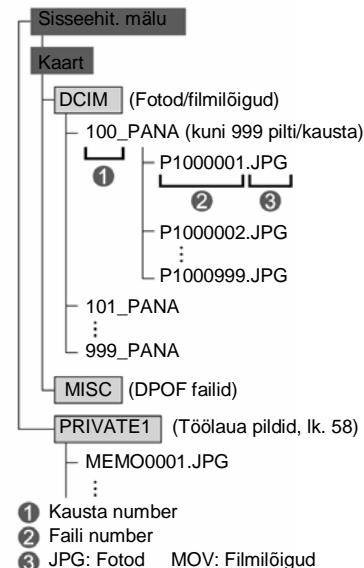 Sisseehit. mälu
Kaart
DCIM (Fotod/filmilõigud)
100_PANA (kuni 999 pilti/kausta)
P1000001.JPG
1
2 3
P1000002.JPG
P1000999.JPG
101_PANA
999_PANA
MISC (DPOF failid)
PRIVATE1 (Töölaua pildid, lk. 58)
MEMO0001.JPG
1 Kausta number
2 Faili number
3 JPG: Fotod MOV: Filmilõigud